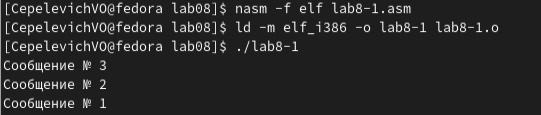 [CepelevichVO@fedora lab08]$ nasm -f elf lab8-1.asm
[CepelevichVO@fedora lab08]$ ld -m elf_i386 -o lab8-1 lab8-1.o
[CepelevichVO@fedora lab08]$ ./lab8-1
Сообщение № 3
Сообщение № 2
Сообщение № 1